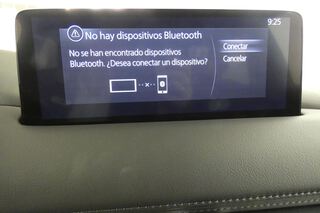 9:25
No hay dispositivos Bluetooth
No se han encontrado dispositivos
Bluetooth. ¿Desea conectar un dispositivo?
Conectar
Cancelar